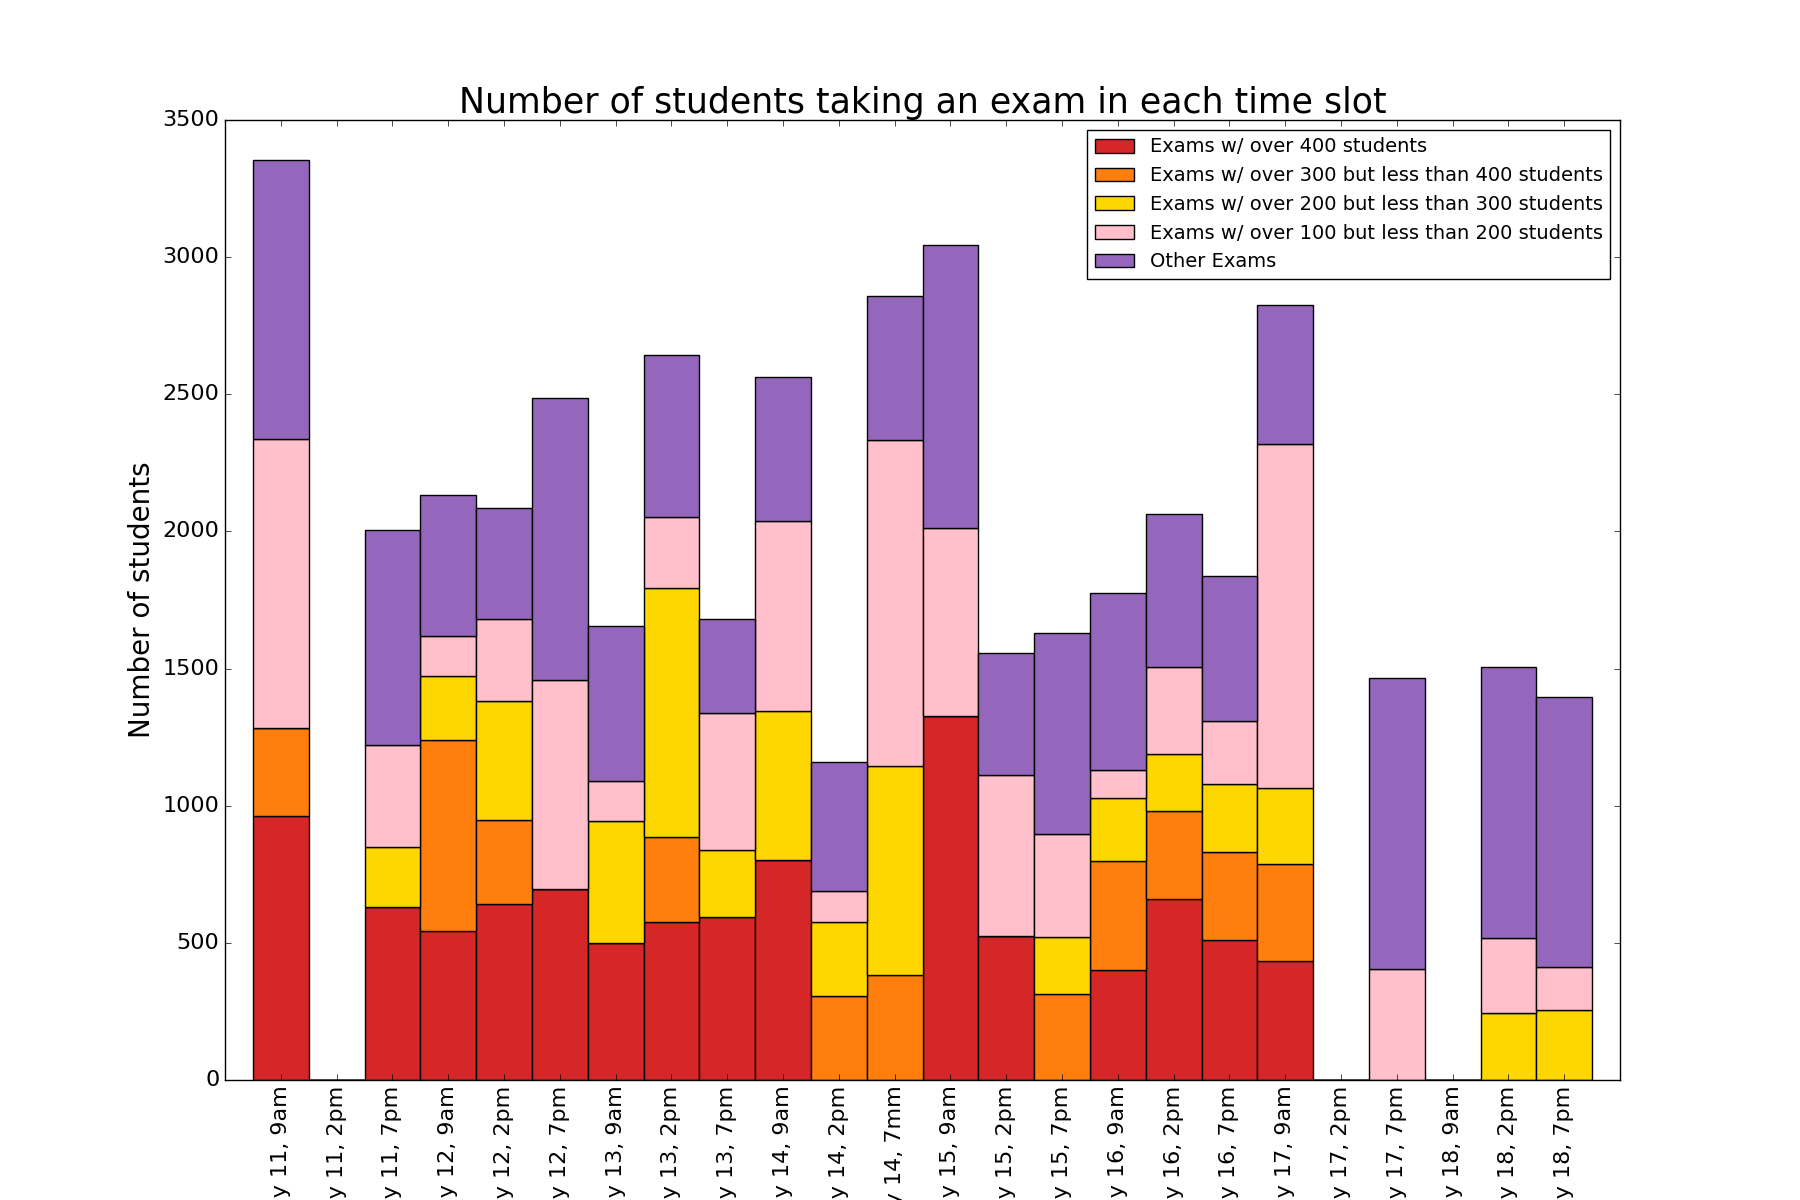 Number of students taking an exam in each time slot
3500
3000
2500
2000
1500
1000
500
0
Number of students
Exams w/ over 400 students
Exams w/ over 300 but less than 400 students
Exams w/ over 200 but less than 300 students
Exams w/ over 100 but less than 200 students
Other Exams
y 11, 9am
y 11, 2pm
y 11, 7pm
y 12, 9am
y 12, 2pm
y 12, 7pm
y 13, 9am
y 13, 2pm
y 13, 7pm
y 14, 9am
y 14, 2pm
y 14, 7mm
y 15, 9am
y 15, 2pm
y 15, 7pm
y 16, 9am
y 16, 2pm
y 16, 7pm
y 17, 9am
y 17, 2pm
y 17, 7pm
y 18, 9am
y 18, 2pm
y 18, 7pm